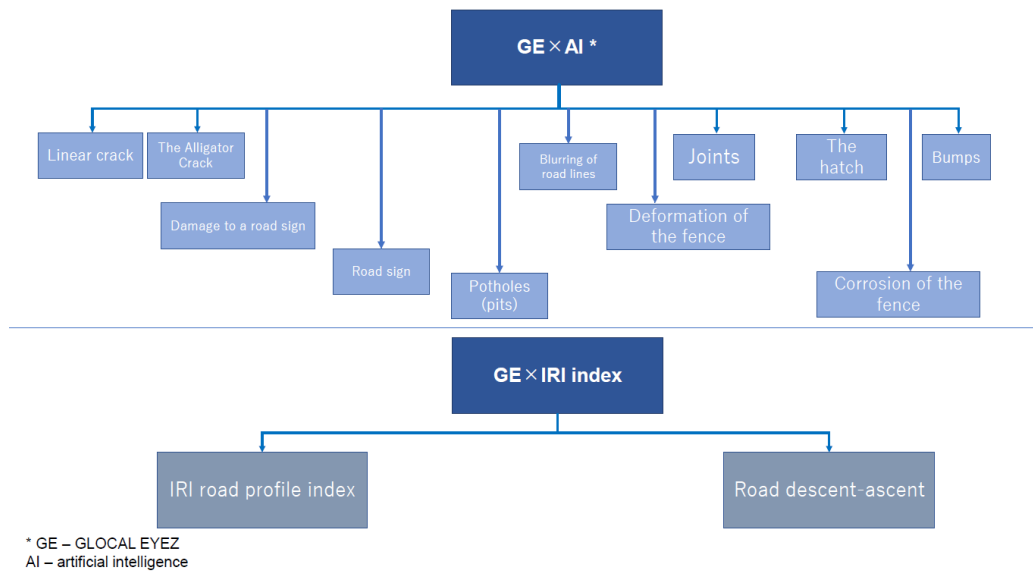 GE×AI *
Linear crack
The Alligator
Crack
Damage to a road sign
Road sign
Potholes
(pits)
Blurring of
road lines
Deformation of
the fence
Joints
The
hatch
Corrosion of the
fence
Bumps
GE×IRI index
IRI road profile index
Road descent-ascent
* GE – GLOCAL EYEZ
AI – artificial intelligence